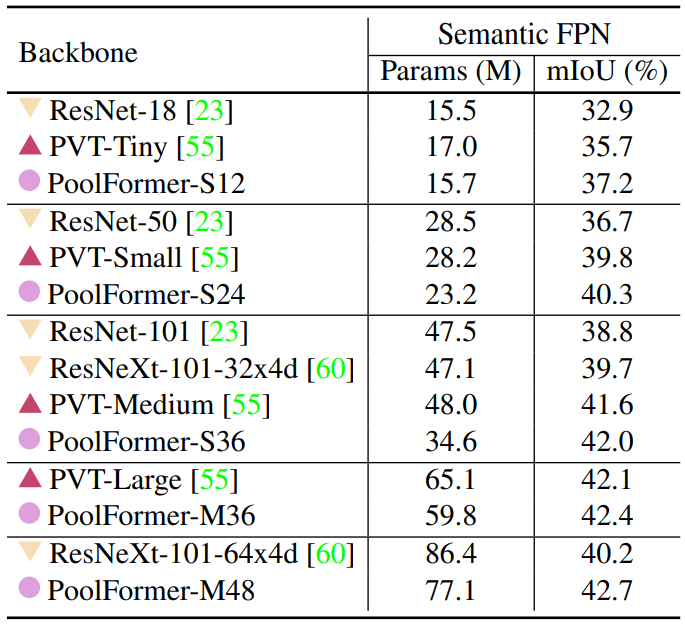 Backbone Semantic FPN
Params (M) mIoU (%)
ResNet-18 [23] 15.5 32.9
PVT-Tiny [55] 17.0 35.7
PoolFormer-S12 15.7 37.2
ResNet-50 [23] 28.5 36.7
PVT-Small [55] 28.2 39.8
PoolFormer-S24 23.2 40.3
ResNet-101 [23] 47.5 38.8
ResNeXt-101-32x4d [60] 47.1 39.7
PVT-Medium [55] 48.0 41.6
PoolFormer-S36 34.6 42.0
PVT-Large [55] 65.1 42.1
PoolFormer-M36 59.8 42.4
ResNeXt-101-64x4d [60] 86.4 40.2
PoolFormer-M48 77.1 42.7